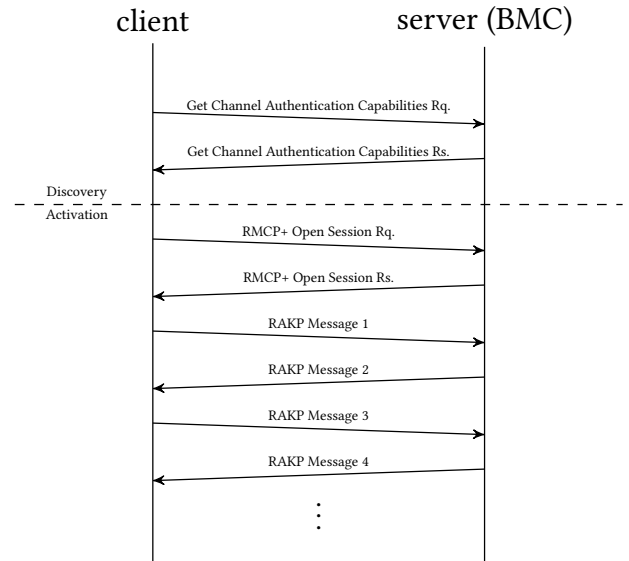 client
server (BMC)
Get Channel Authentication Capabilities Rq.
Get Channel Authentication Capabilities Rs.
Discovery
Activation
RMCP+ Open Session Rq.
RMCP+ Open Session Rs.
RAKP Message 1
RAKP Message 2
RAKP Message 3
RAKP Message 4
⋮